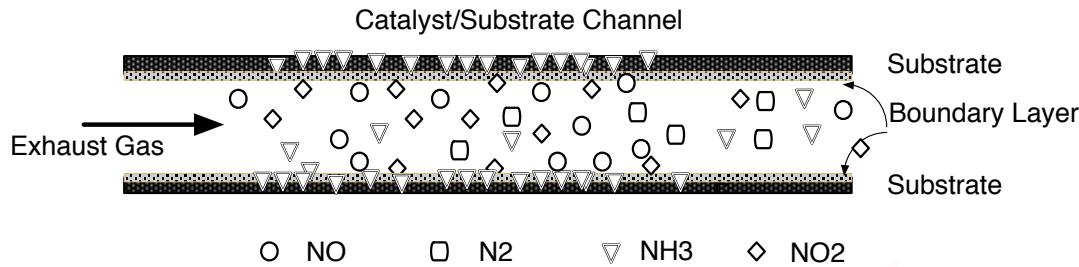 Catalyst/Substrate Channel
Substrate
Boundary Layer
Exhaust Gas
Substrate
NO N2 NH3 NO2